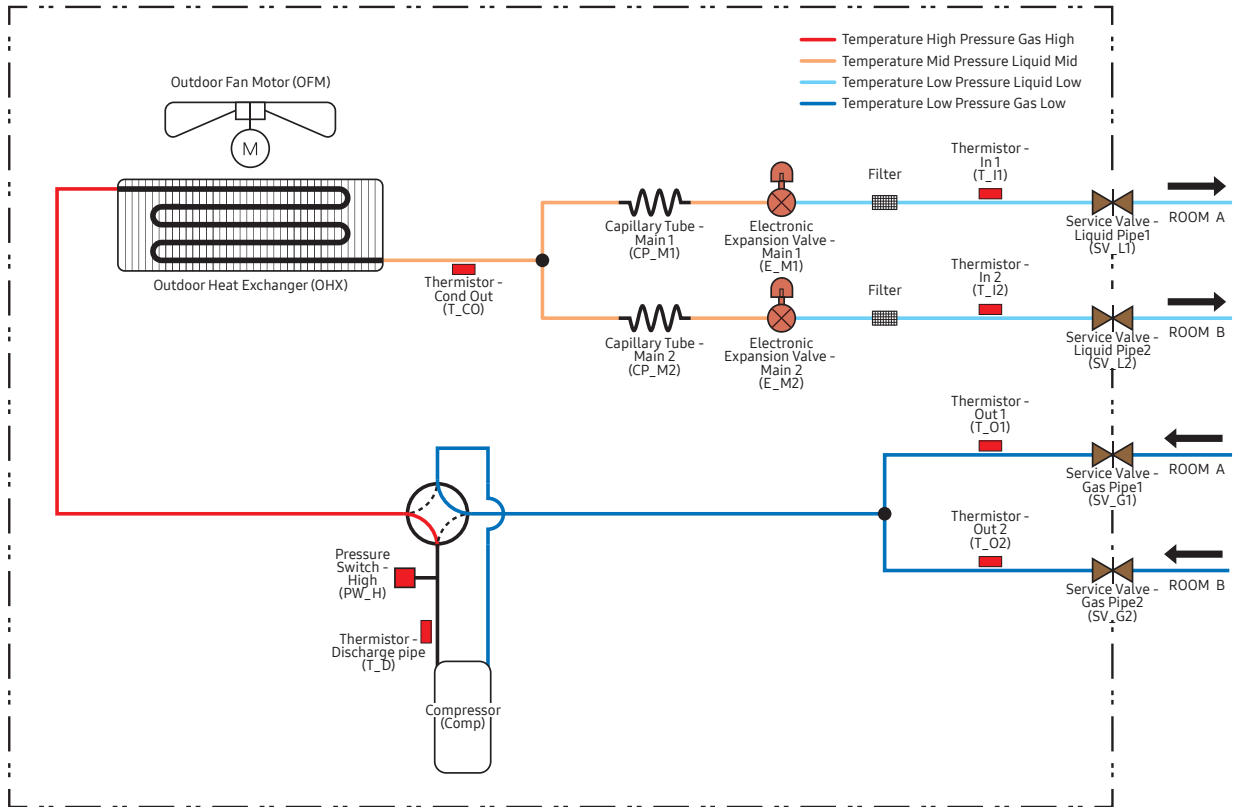 Temperature High Pressure Gas High
Temperature Mid Pressure Liquid Mid
Temperature Low Pressure Liquid Low
Temperature Low Pressure Gas Low
Outdoor Fan Motor (OFM)
M
Outdoor Heat Exchanger (OHX)
Thermistor -
Cond Out
(T_CO)
Capillary Tube -
Main 1
(CP_M1)
Electronic
Expansion Valve -
Main 1
(E_M1)
Filter
Thermistor -
In 1
(T_I1)
Service Valve -
Liquid Pipe1
(SV_L1)
ROOM A
Capillary Tube -
Main 2
(CP_M2)
Electronic
Expansion Valve -
Main 2
(E_M2)
Filter
Thermistor -
In 2
(T_I2)
Service Valve -
Liquid Pipe2
(SV_L2)
ROOM B
Thermistor -
Out 1
(T_O1)
Service Valve -
Gas Pipe1
(SV_G1)
ROOM A
Thermistor -
Out 2
(T_O2)
Service Valve -
Gas Pipe2
(SV_G2)
ROOM B
Pressure
Switch -
High
(PW_H)
Thermistor -
Discharge pipe
(T_D)
Compressor
(Comp)